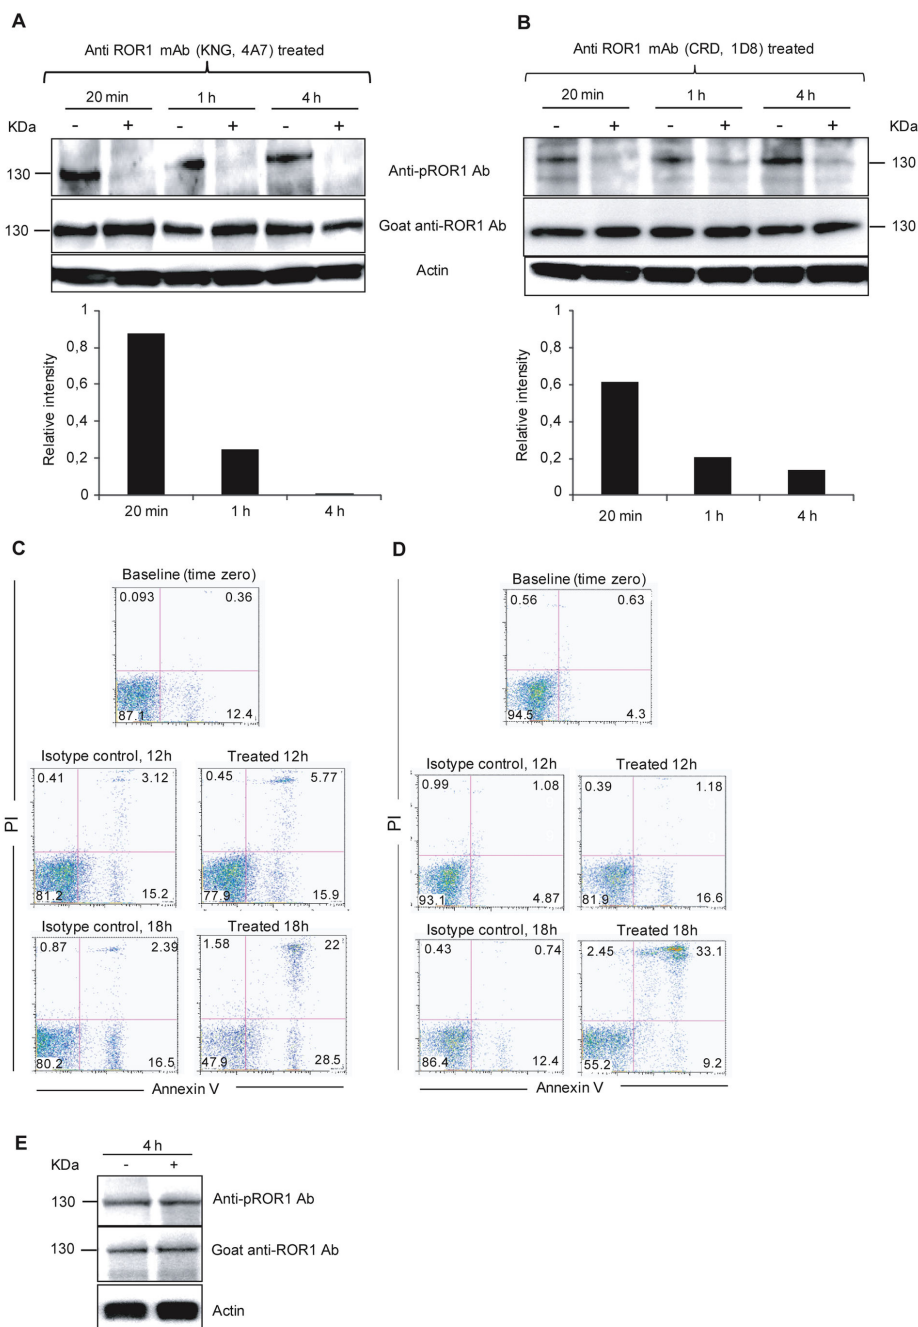 A
Anti ROR1 mAb (KNG, 4A7) treated
20 min 1 h 4 h
KDa - + - + - +
130 Anti-pROR1 Ab
130 Goat anti-ROR1 Ab
Actin
Relative intensity
1
0,8
0,6
0,4
0,2
0
20 min 1 h 4 h
B
Anti ROR1 mAb (CRD, 1D8) treated
20 min 1 h 4 h
- + - + - + KDa
130
130
Relative intensity
1
0,8
0,6
0,4
0,2
0
20 min 1 h 4 h
C
Baseline (time zero)
0.093 0.36
87.1 12.4
Isotype control, 12h Treated 12h
0.41 3.12 0.45 5.77
81.2 15.2 77.9 15.9
Isotype control, 18h Treated 18h
0.87 2.39 1.58 22
80.2 16.5 47.9 28.5
PI
Annexin V
D
Baseline (time zero)
0.56 0.63
94.5 4.3
Isotype control, 12h Treated 12h
0.99 1.08 0.39 1.18
93.1 4.87 81.9 16.6
Isotype control, 18h Treated 18h
0.43 0.74 2.45 33.1
86.4 12.4 55.2 9.2
PI
Annexin V
E
4 h
KDa - +
130 Anti-pROR1 Ab
130 Goat anti-ROR1 Ab
Actin